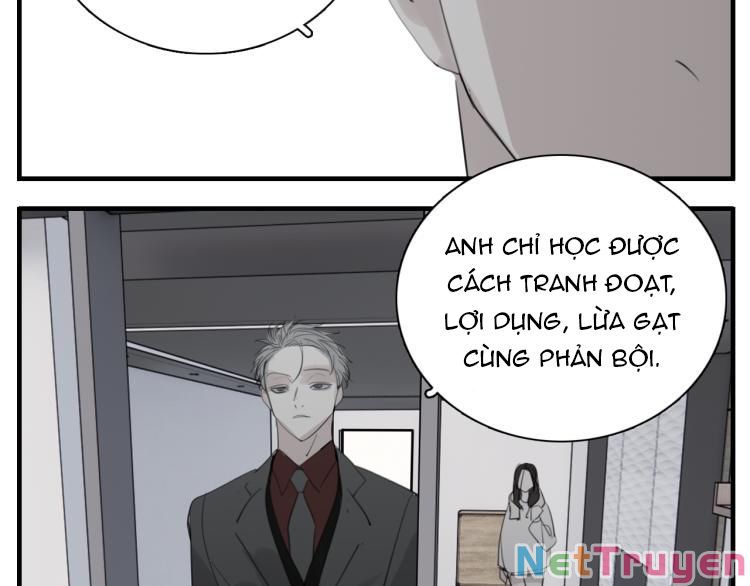 ANH CHỈ HỌC ĐƯỢC
CÁCH TRANH ĐOẠT,
LỢI DỤNG, LỪA GẠT
CÙNG PHẢN BỘI.
NetTruyen